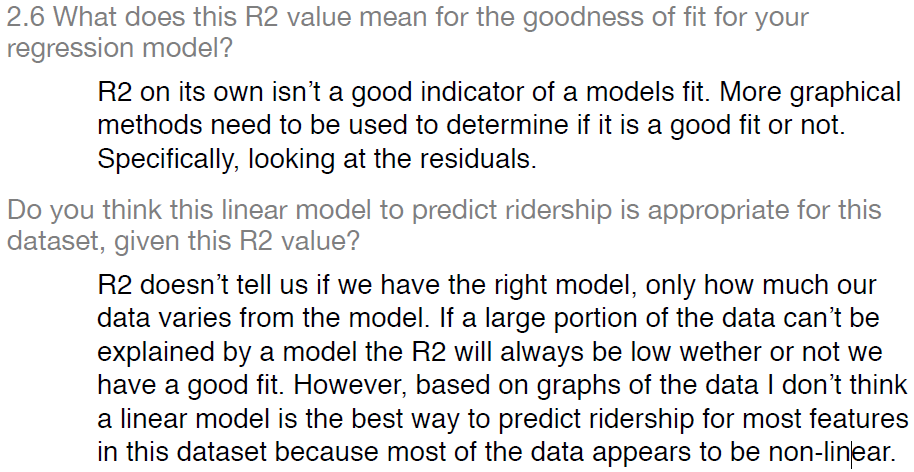 2.6 What does this R2 value mean for the goodness of fit for your
regression model?
R2 on its own isn't a good indicator of a models fit. More graphical
methods need to be used to determine if it is a good fit or not.
Specifically, looking at the residuals.
Do you think this linear model to predict ridership is appropriate for this
dataset, given this R2 value?
R2 doesn't tell us if we have the right model, only how much our
data varies from the model. If a large portion of the data can't be
explained by a model the R2 will always be low wether or not we
have a good fit. However, based on graphs of the data I don't think
a linear model is the best way to predict ridership for most features
in this dataset because most of the data appears to be non-linear.